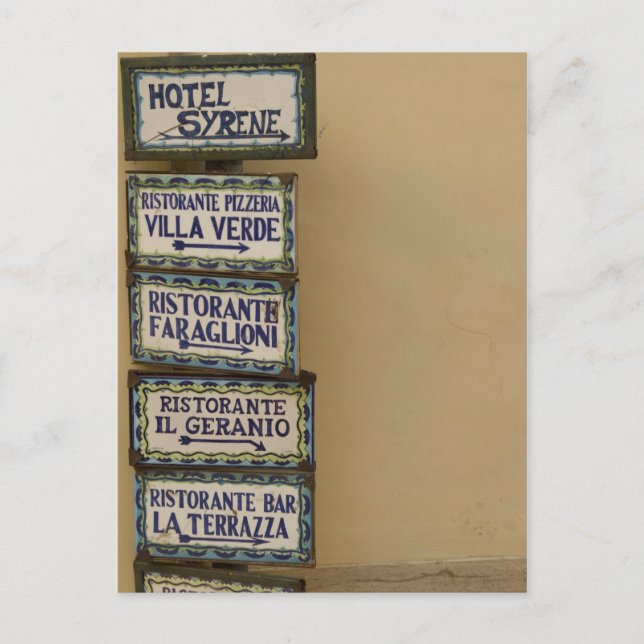 HOTEL
SYRENE
RISTORANTE PIZZERIA
VILLA VERDE
RISTORANTE
FARAGLIONI
RISTORANTE
IL GERANIO
RISTORANTE BAR
LA TERRAZZA